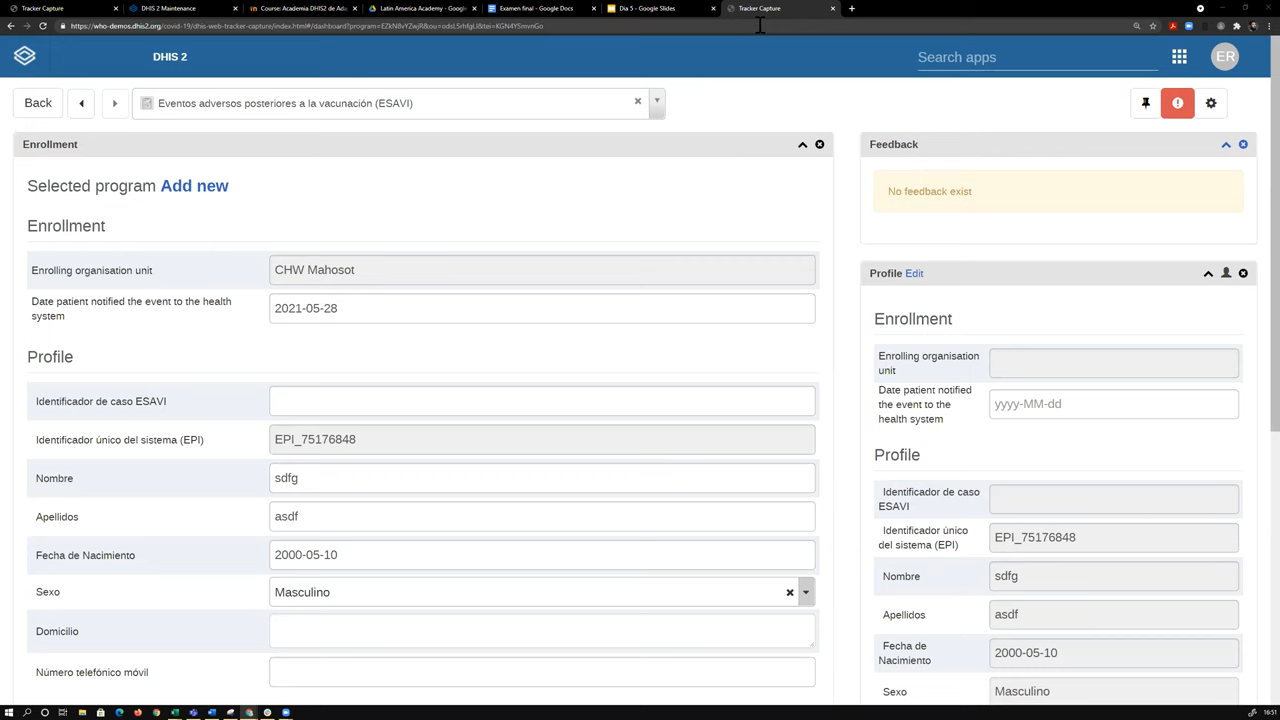 Tracker Capture
DHIS 2 Maintenance
Course: Academia DHIS2 de Ad
Latin America Academy - Google
Examen final - Google Docs
Dia 5 - Google Slides
Tracker Capture
DHIS 2
Search apps
ER
Back
Eventos adversos posteriores a la vacunación (ESAVI)
Enrollment
Selected program Add new
Enrollment
Enrolling organisation unit
CHW Mahosot
Date patient notified the event to the health
system
2021-05-28
Profile
Identificador de caso ESAVI
Identificador único del sistema (EPI)
EPI_75176848
Nombre
sdfg
Apellidos
asdf
Fecha de Nacimiento
2000-05-10
Sexo
Masculino
Domicilio
Número telefónico móvil
Feedback
No feedback exist
Profile Edit
Enrollment
Enrolling organisation
unit
Date patient notified
the event to the
health system
yyyy-MM-dd
Profile
Identificador de caso
ESAVI
Identificador único
del sistema (EPI)
EPI_75176848
Nombre
sdfg
Apellidos
asdf
Fecha de
Nacimiento
2000-05-10
Sexo
Masculino
16:51